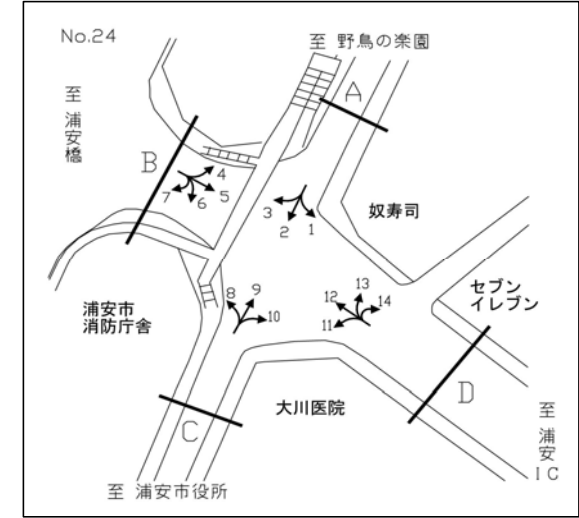 No.24
至 野鳥の楽園
至 浦安橋
A
B
4
5
6
7
3
2
1
奴寿司
セブン
イレブン
浦安市
消防庁舎
8
9
10
11
12
13
14
大川医院
C
D
至 浦安IC
至 浦安市役所